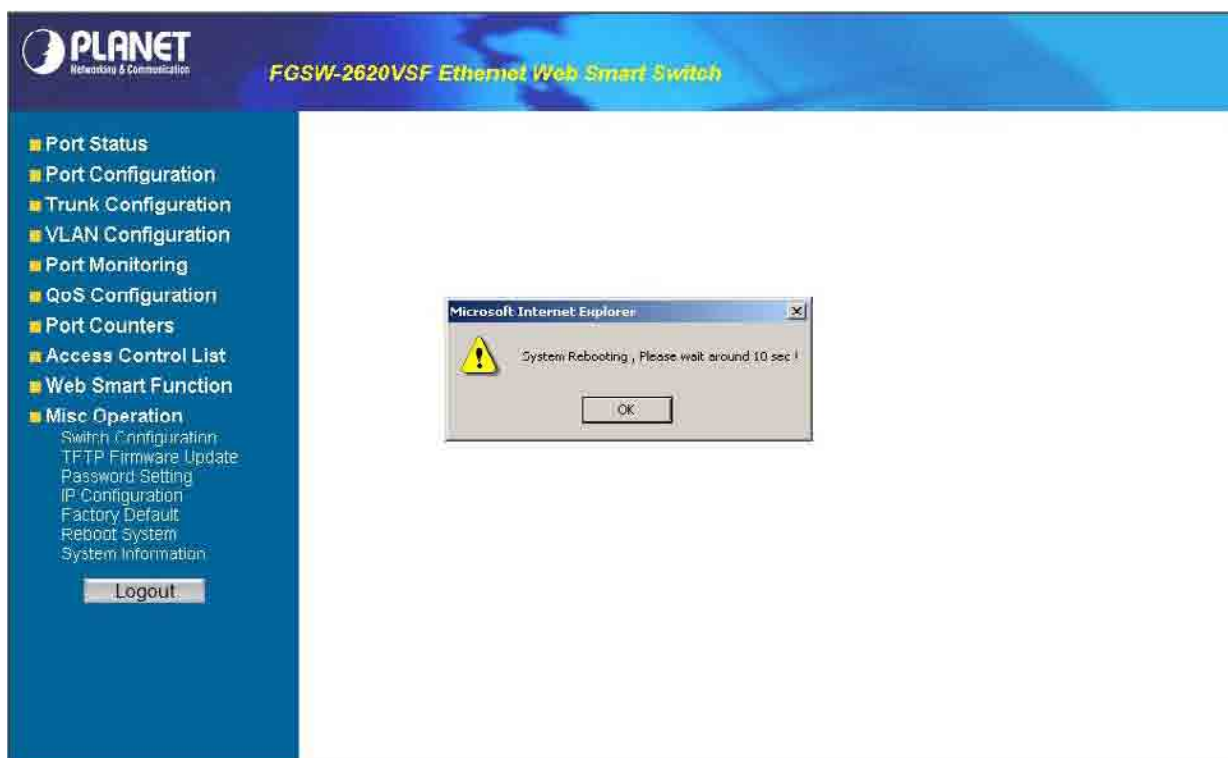 PLANET
Networking & Communication
FGSW-2620VSF Ethernet Web Smart Switch
Port Status
Port Configuration
Trunk Configuration
VLAN Configuration
Port Monitoring
QoS Configuration
Port Counters
Access Control List
Web Smart Function
Misc Operation
Switch Configuration
TFTP Firmware Update
Password Setting
IP Configuration
Factory Default
Reboot System
System Information
Logout
Microsoft Internet Explorer
System Rebooting , Please wait around 10 sec !
OK